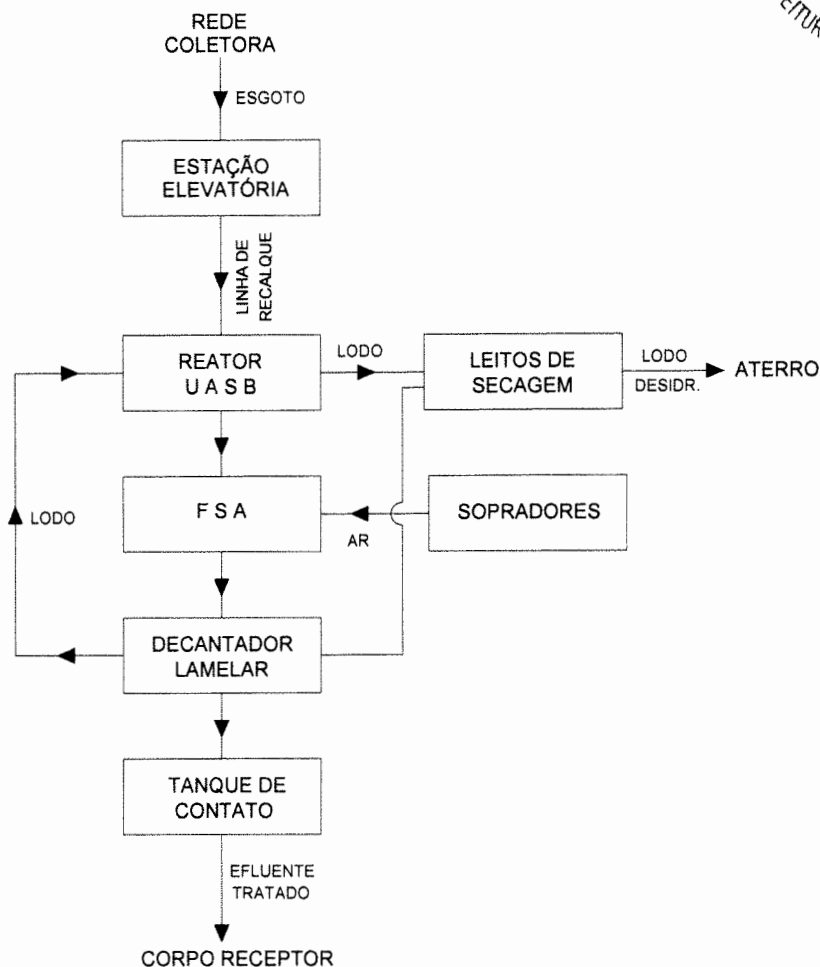 REDE
COLETORA
ESGOTO
ESTAÇÃO
ELEVATÓRIA
LINHA DE
RECALQUE
REATOR
U A S B
LODO
LEITOS DE
SECAGEM
LODO
DESIDR.
ATERRO
LODO
F S A
AR
SOPRADORES
DECANTADOR
LAMELAR
TANQUE DE
CONTATO
EFLUENTE
TRATADO
CORPO RECEPTOR